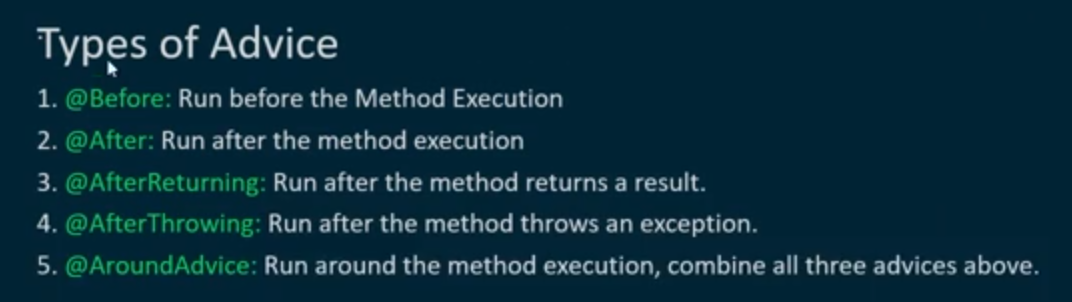 Types of Advice
1. @Before: Run before the Method Execution
2. @After: Run after the method execution
3. @AfterReturning: Run after the method returns a result.
4. @AfterThrowing: Run after the method throws an exception.
5. @AroundAdvice: Run around the method execution, combine all three advices above.